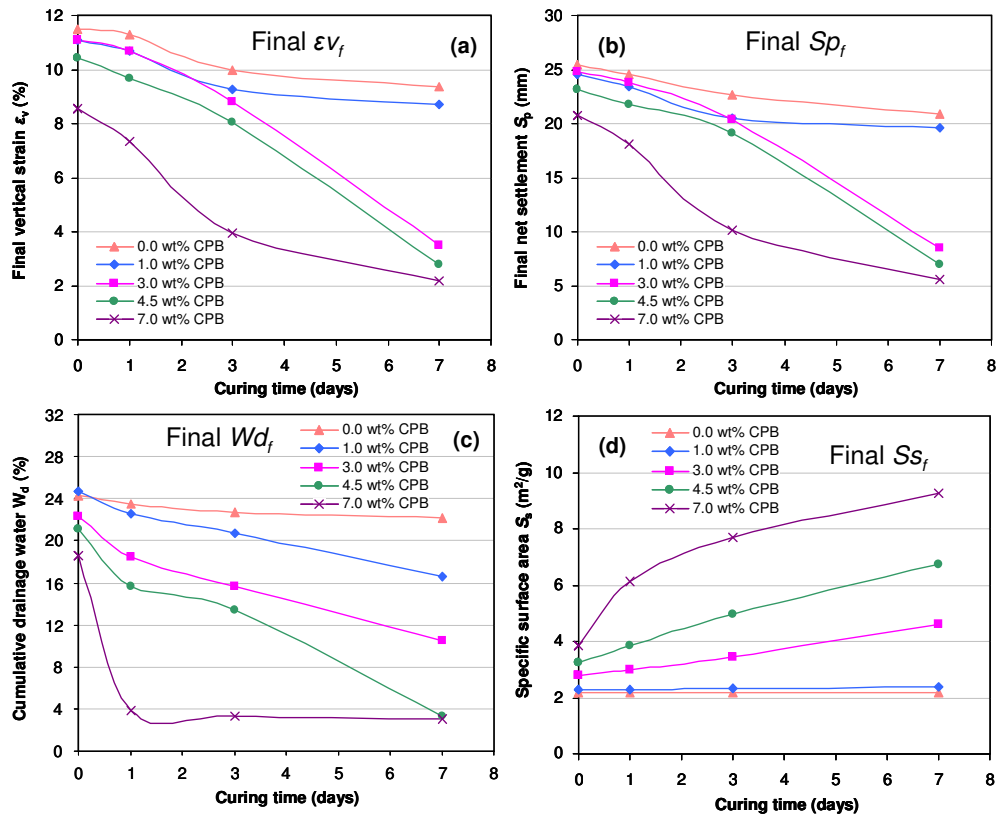 Final εv_f
(a)
Final vertical strain ε_v (%)
12
10
8
6
4
2
0
0.0 wt% CPB
1.0 wt% CPB
3.0 wt% CPB
4.5 wt% CPB
7.0 wt% CPB
0 1 2 3 4 5 6 7 8
Curing time (days)
(b)
Final Sp_f
Final net settlement S_p (mm)
30
25
20
15
10
5
0
0.0 wt% CPB
1.0 wt% CPB
3.0 wt% CPB
4.5 wt% CPB
7.0 wt% CPB
0 1 2 3 4 5 6 7 8
Curing time (days)
Final Wd_f
(c)
Cumulative drainage water W_d (%)
32
28
24
20
16
12
8
4
0
0.0 wt% CPB
1.0 wt% CPB
3.0 wt% CPB
4.5 wt% CPB
7.0 wt% CPB
0 1 2 3 4 5 6 7 8
Curing time (days)
(d)
Final Ss_f
Specific surface area S_s (m²/g)
12
10
8
6
4
2
0
0.0 wt% CPB
1.0 wt% CPB
3.0 wt% CPB
4.5 wt% CPB
7.0 wt% CPB
0 1 2 3 4 5 6 7 8
Curing time (days)